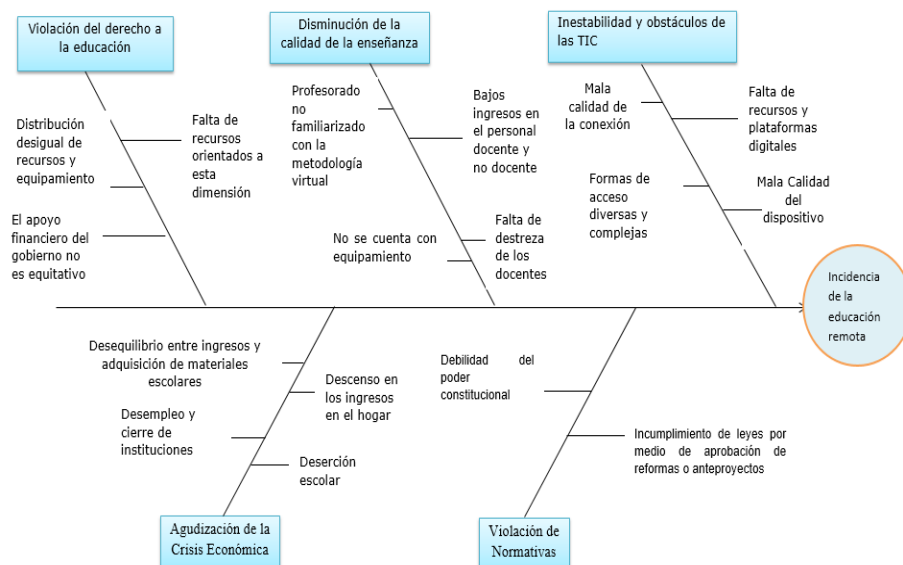 Violación del derecho a
la educación
Disminución de la
calidad de la enseñanza
Inestabilidad y obstáculos de
las TIC
Distribución
desigual de
recursos y
equipamiento
Falta de
recursos
orientados a
esta
dimensión
El apoyo
financiero del
gobierno no
es equitativo
Profesorado
no
familiarizado
con la
metodología
virtual
Bajos
ingresos en
el personal
docente y
no docente
No se cuenta con
equipamiento
Falta de
destreza
de los
docentes
Mala
calidad de
la conexión
Falta de
recursos y
plataformas
digitales
Formas de
acceso
diversas y
complejas
Mala Calidad
del
dispositivo
Incidencia
de la
educación
remota
Desequilibrio entre ingresos y
adquisición de materiales
escolares
Descenso en
los ingresos
en el hogar
Desempleo y
cierre de
instituciones
Deserción
escolar
Debilidad del
poder
constitucional
Incumplimiento de leyes por
medio de aprobación de
reformas o anteproyectos
Agudización de la
Crisis Económica
Violación de
Normativas